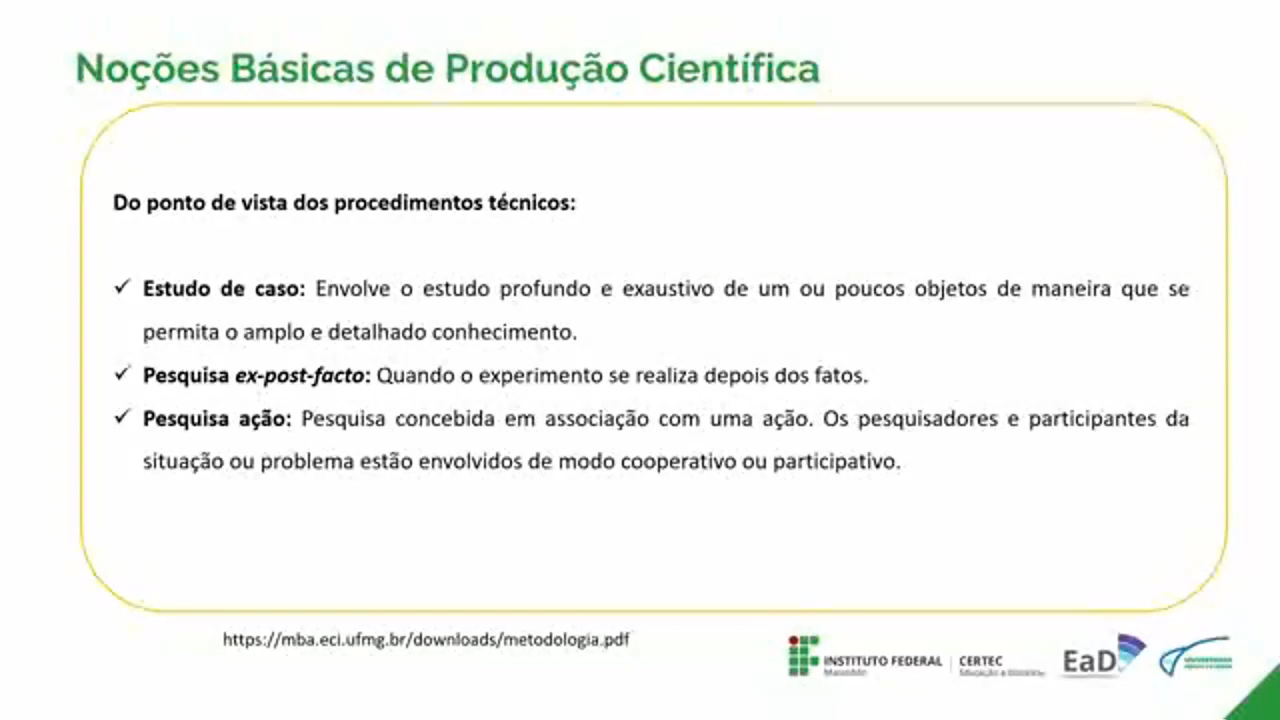 Noções Básicas de Produção Científica
Do ponto de vista dos procedimentos técnicos:
✓ Estudo de caso: Envolve o estudo profundo e exaustivo de um ou poucos objetos de maneira que se
permita o amplo e detalhado conhecimento.
✓ Pesquisa ex-post-facto: Quando o experimento se realiza depois dos fatos.
✓ Pesquisa ação: Pesquisa concebida em associação com uma ação. Os pesquisadores e participantes da
situação ou problema estão envolvidos de modo cooperativo ou participativo.
https://mba.eci.ufmg.br/downloads/metodologia.pdf
INSTITUTO FEDERAL
Maranhão
CERTEC
Educação a Distância
EaD